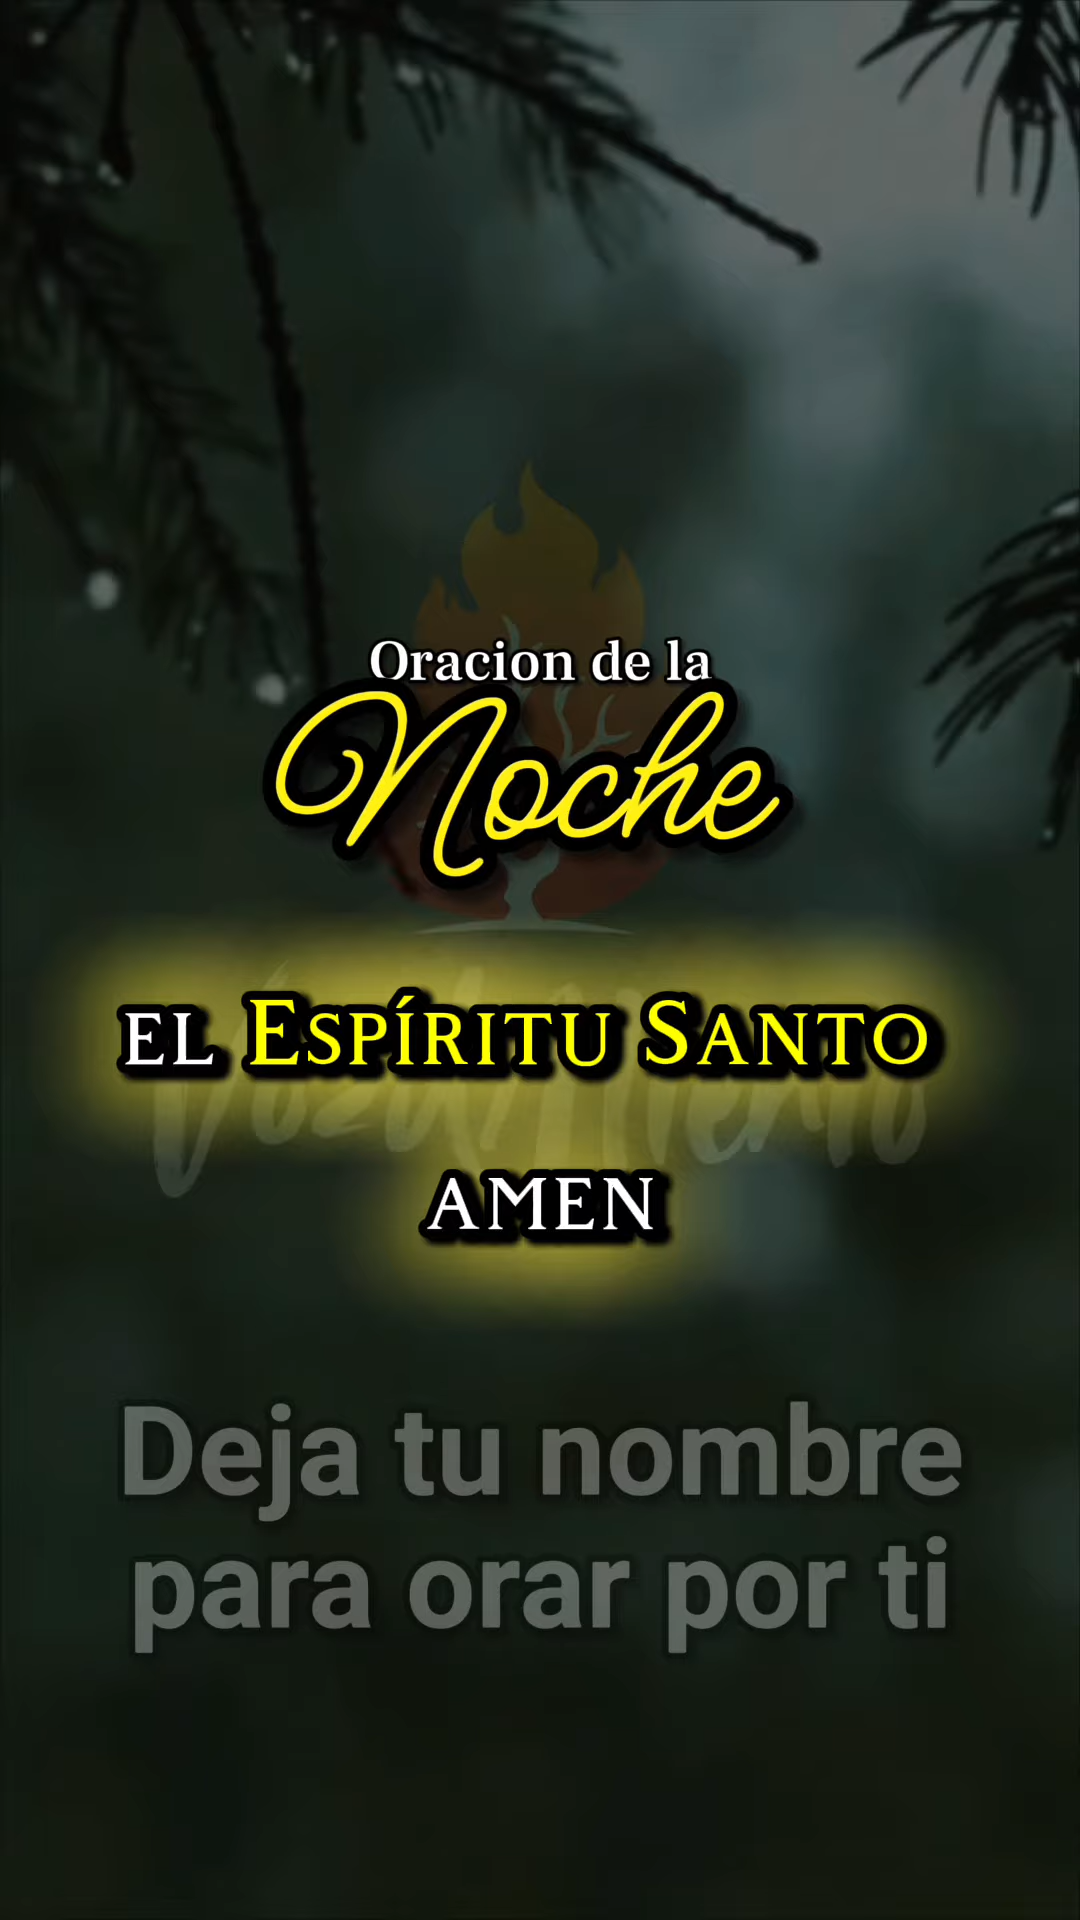 Oracion de la
Noche
EL ESPÍRITU SANTO
AMEN
Deja tu nombre
para orar por ti